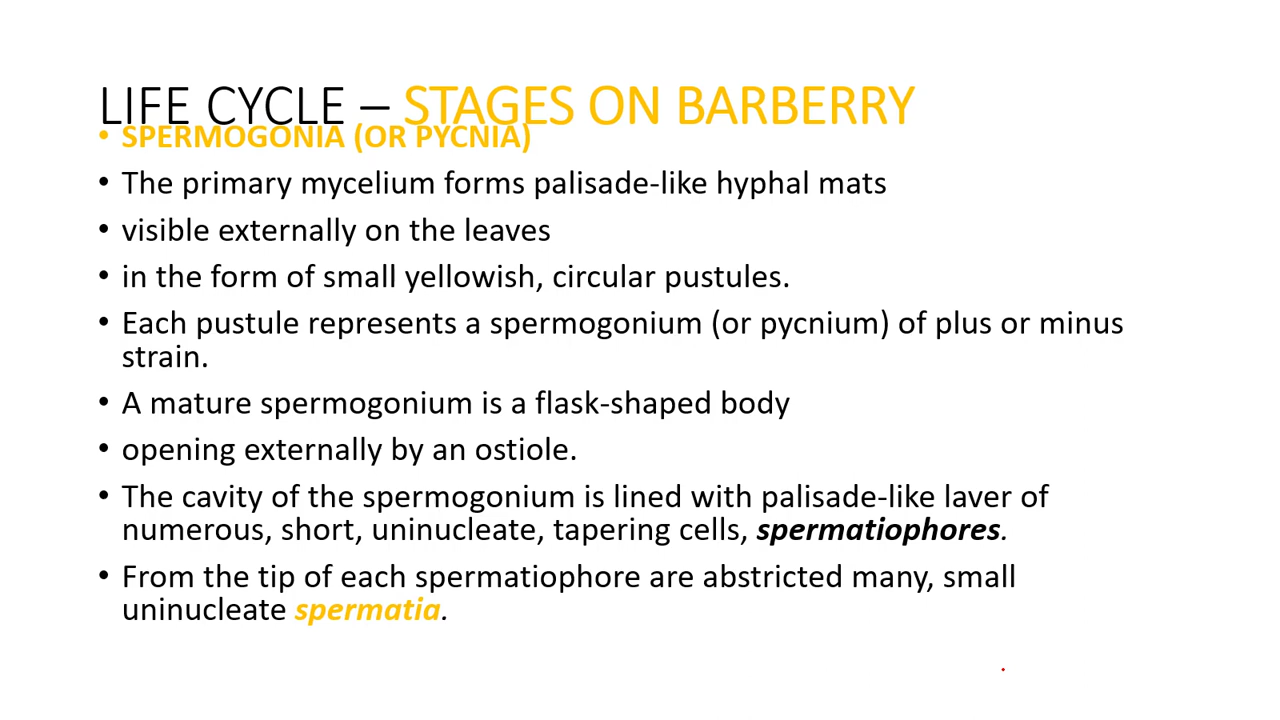 LIFE CYCLE – STAGES ON BARBERRY
• SPERMOGONIA (OR PYCNIA)
• The primary mycelium forms palisade-like hyphal mats
• visible externally on the leaves
• in the form of small yellowish, circular pustules.
• Each pustule represents a spermogonium (or pycnium) of plus or minus
strain.
• A mature spermogonium is a flask-shaped body
• opening externally by an ostiole.
• The cavity of the spermogonium is lined with palisade-like laver of
numerous, short, uninucleate, tapering cells, spermatiophores.
• From the tip of each spermatiophore are abstricted many, small
uninucleate spermatia.